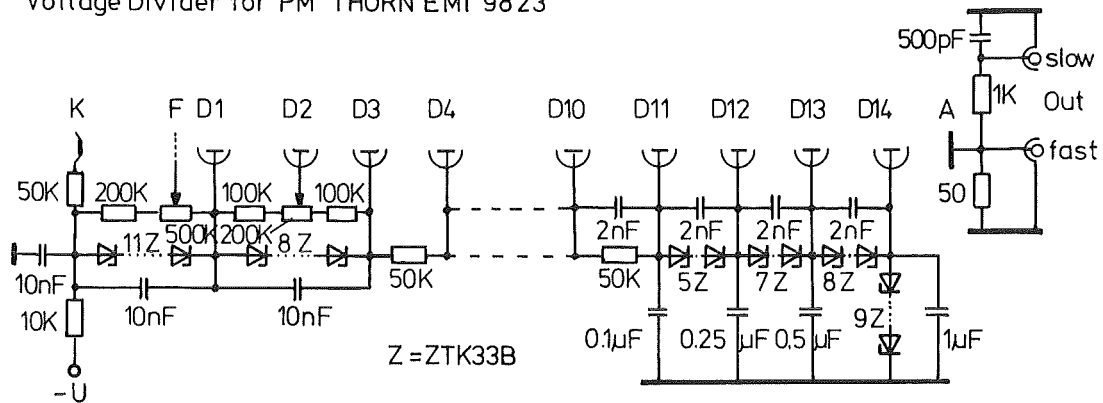 Voltage Divider for PM THORN EMI 9823
500pF
slow
1K
Out
K F D1 D2 D3 D4 D10 D11 D12 D13 D14 A
fast
50
50K 200K 100K 100K
500K 200K
2nF 2nF 2nF 2nF
11Z 8Z
50K 50K 5Z 7Z 8Z
10nF
10nF 10nF
10K
9Z
0.1µF 0.25 µF 0,5 µF 1µF
Z = ZTK33B
-U